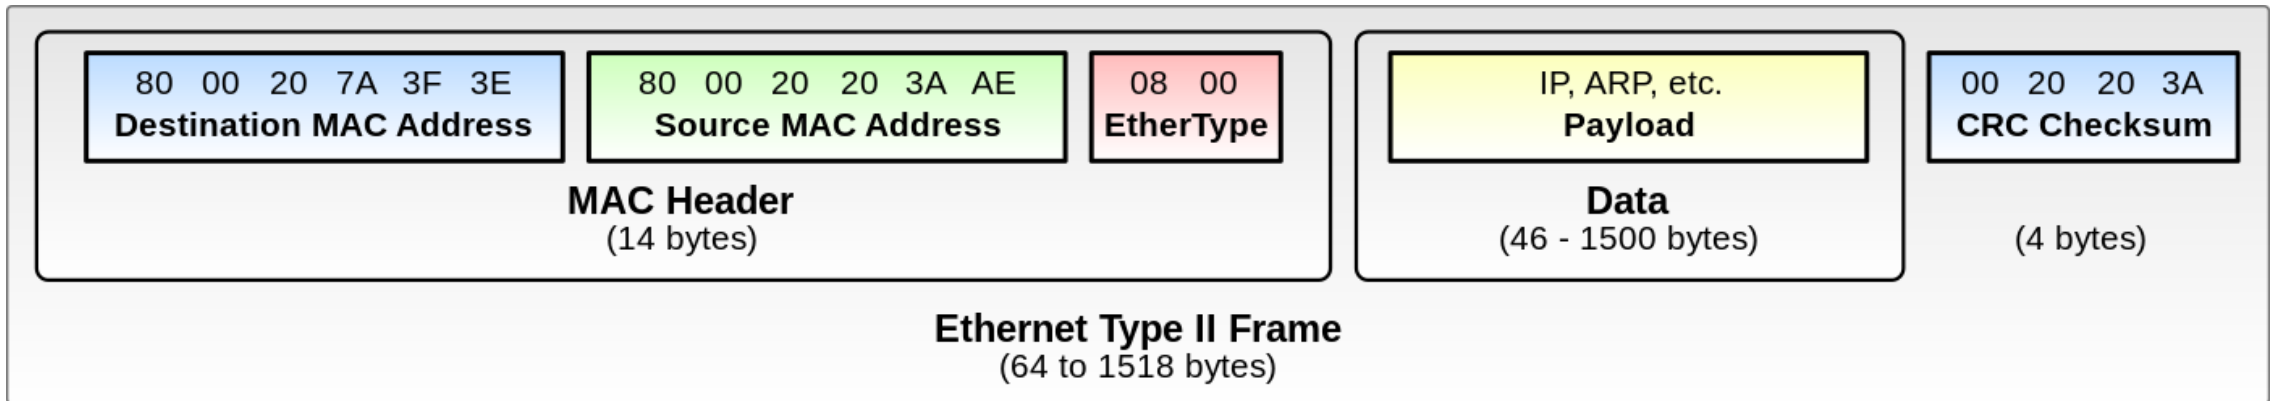 80 00 20 7A 3F 3E
Destination MAC Address
80 00 20 20 3A AE
Source MAC Address
08 00
EtherType
MAC Header
(14 bytes)
IP, ARP, etc.
Payload
Data
(46 - 1500 bytes)
00 20 20 3A
CRC Checksum
(4 bytes)
Ethernet Type II Frame
(64 to 1518 bytes)